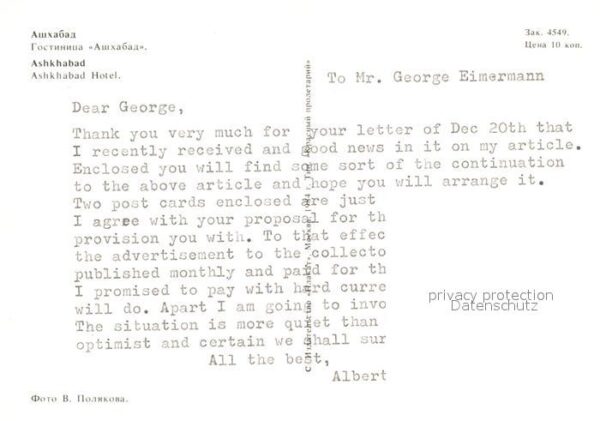 Ашхабад
Гостиница «Ашхабад».
Ashkhabad
Ashkhabad Hotel.
Зак. 4549.
Цена 10 коп.
To Mr. George Eimermann
Dear George,
Thank you very much for your letter of Dec 20th that
I recently received and good news in it on my article.
Enclosed you will find some sort of the continuation
to the above article and hope you will arrange it.
Two post cards enclosed are just
I agree with your proposal for th
provision you with. To that effec
the advertisement to the collecto
published monthly and paid for th
I promised to pay with hard curre
will do. Apart I am going to invo
The situation is more quiet than
optimist and certain we shall sur
All the best,
Albert
privacy protection
Datenschutz
Фото В. Полякова.